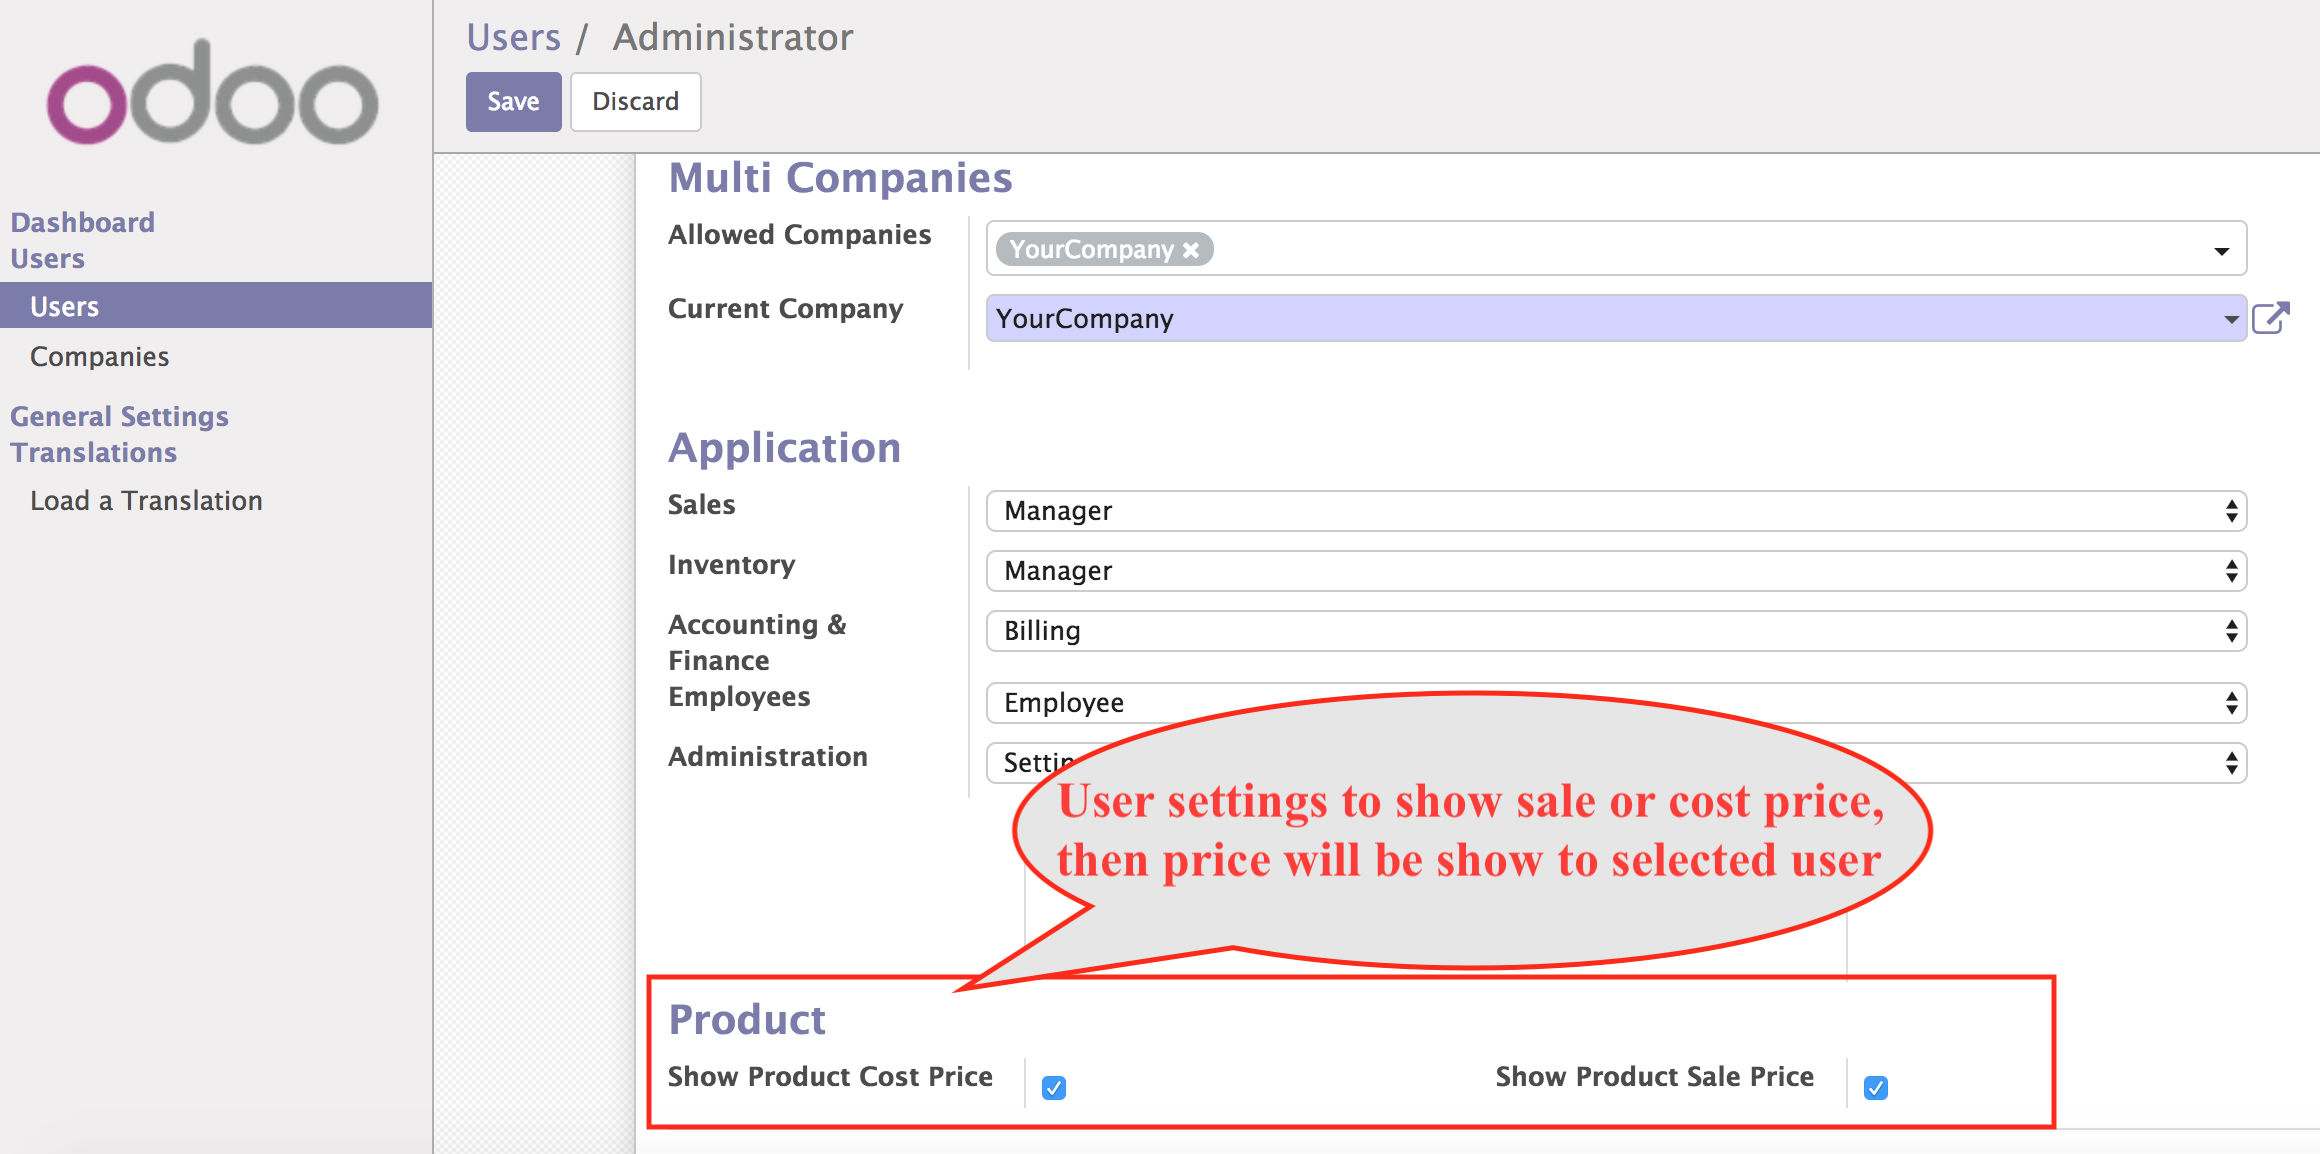 odoo
Users / Administrator
Save Discard
Dashboard
Users
Users
Companies
General Settings
Translations
Load a Translation
Multi Companies
Allowed Companies YourCompany
Current Company YourCompany
Application
Sales Manager
Inventory Manager
Accounting & Billing
Finance
Employees Employee
Administration
User settings to show sale or cost price,
then price will be show to selected user
Product
Show Product Cost Price Show Product Sale Price